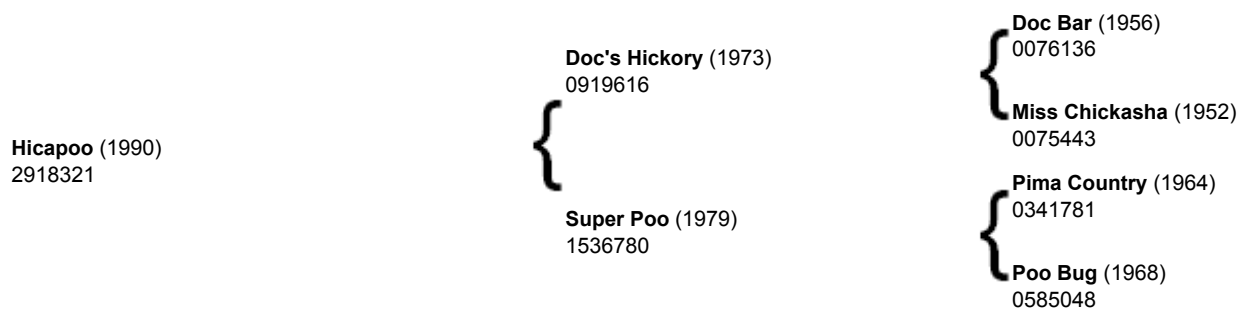 Hicapoo (1990)
2918321
Doc's Hickory (1973)
0919616
Super Poo (1979)
1536780
Doc Bar (1956)
0076136
Miss Chickasha (1952)
0075443
Pima Country (1964)
0341781
Poo Bug (1968)
0585048